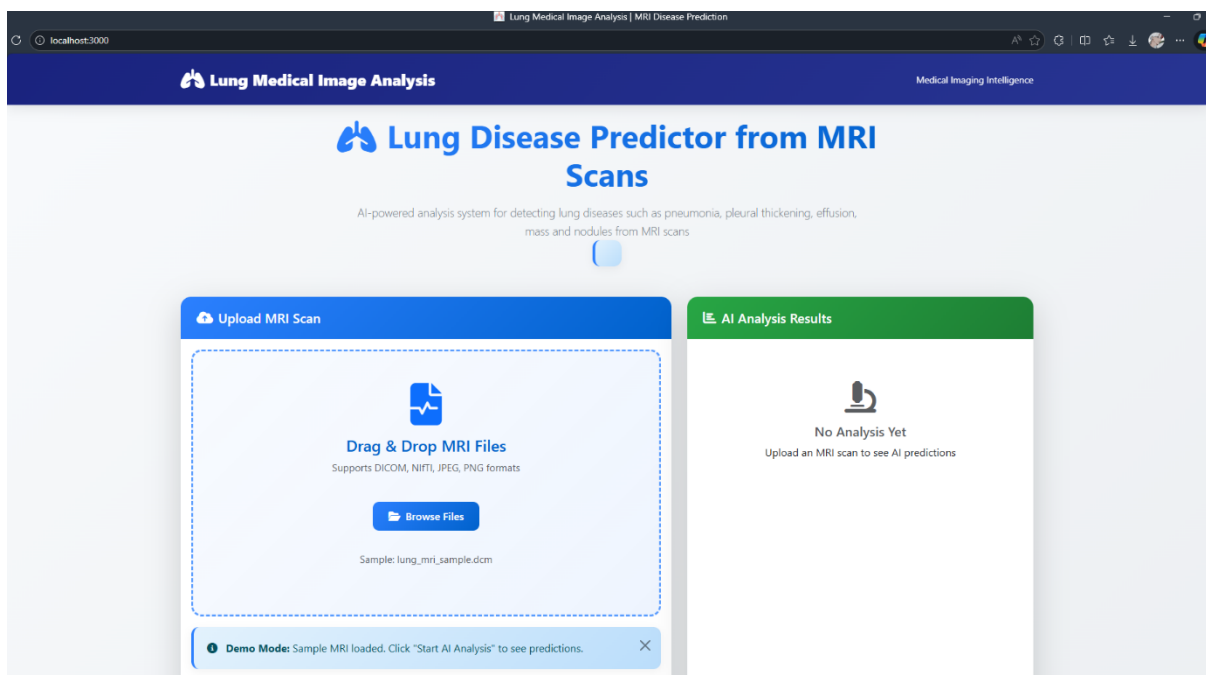 Lung Medical Image Analysis | MRI Disease Prediction
localhost:3000
Lung Medical Image Analysis
Medical Imaging Intelligence
Lung Disease Predictor from MRI
Scans
AI-powered analysis system for detecting lung diseases such as pneumonia, pleural thickening, effusion,
mass and nodules from MRI scans
Upload MRI Scan
Drag & Drop MRI Files
Supports DICOM, NIfTI, JPEG, PNG formats
Browse Files
Sample: lung_mri_sample.dcm
Demo Mode: Sample MRI loaded. Click "Start AI Analysis" to see predictions.
AI Analysis Results
No Analysis Yet
Upload an MRI scan to see AI predictions